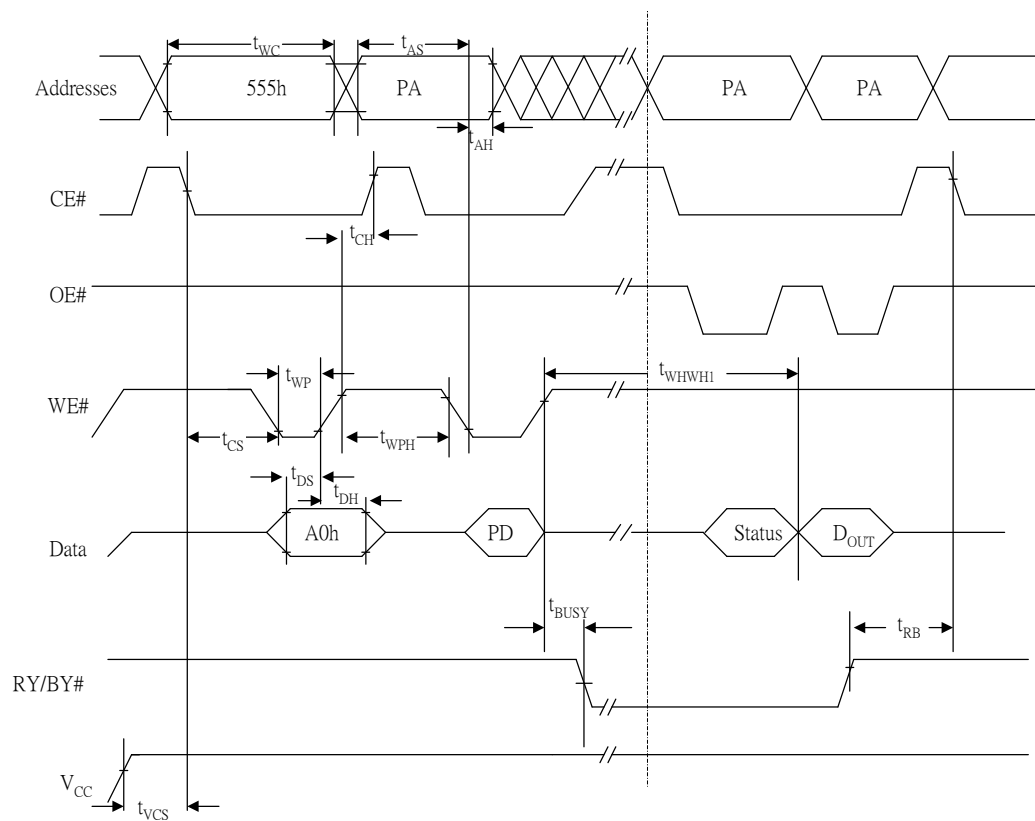 t_WC t_AS
Addresses 555h PA PA PA
t_AH
CE#
t_CH
OE#
t_WP t_WHWH1
WE#
t_CS t_WPH
t_DS
t_DH
Data A0h PD Status D_OUT
t_BUSY
t_RB
RY/BY#
V_CC
t_VCS